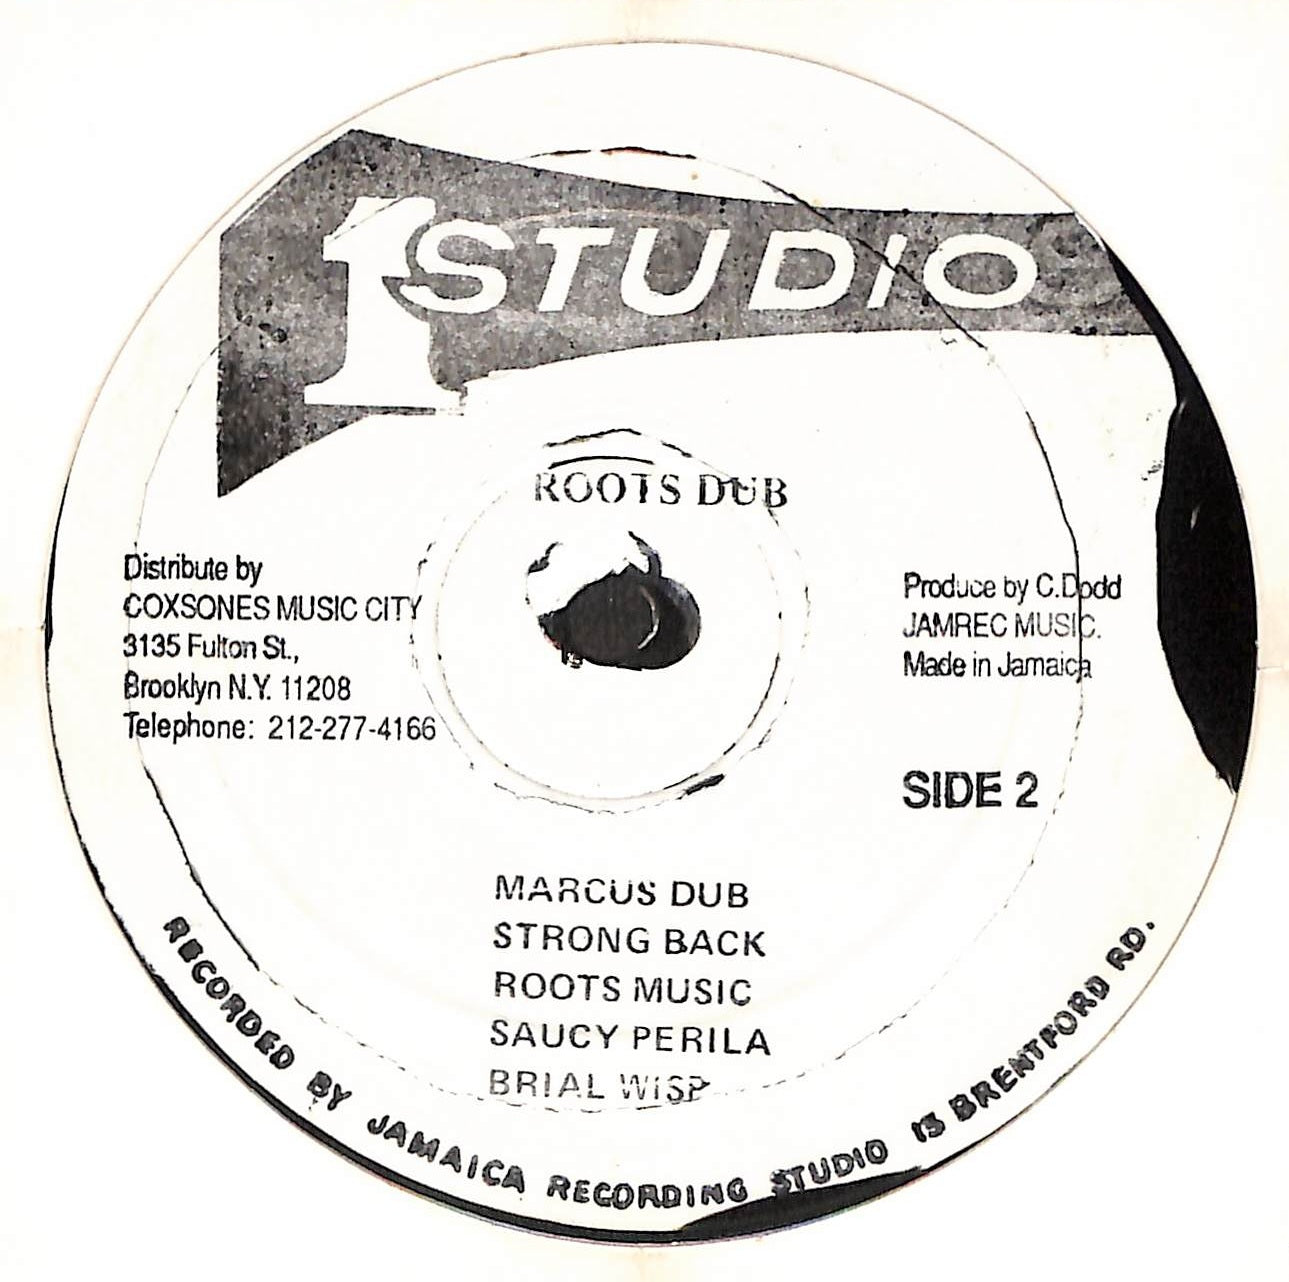 1 STUDIO
ROOTS DUB
Distribute by
COXSONES MUSIC CITY
3135 Fulton St.,
Brooklyn N.Y. 11208
Telephone: 212-277-4166
Produce by C.Dodd
JAMREC MUSIC.
Made in Jamaica
SIDE 2
MARCUS DUB
STRONG BACK
ROOTS MUSIC
SAUCY PERILA
BRIAL WISP
RECORDED BY JAMAICA RECORDING STUDIO 13 BRENTFORD RD.